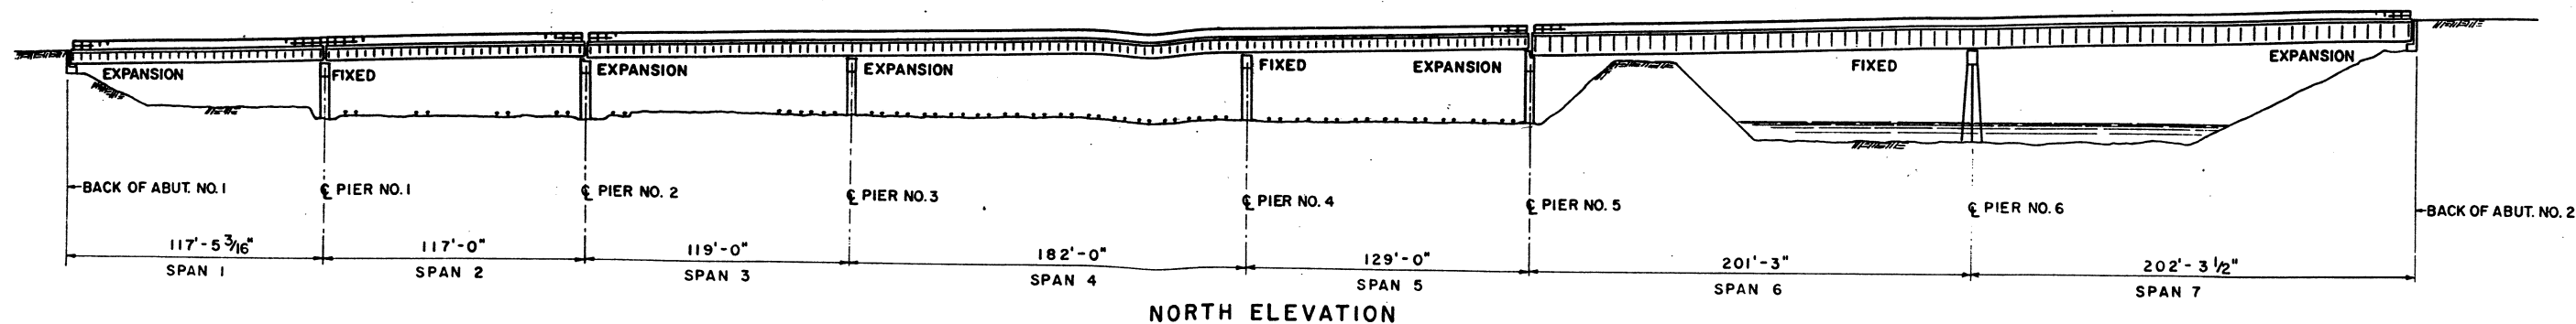 EXPANSION
FIXED
EXPANSION
EXPANSION
FIXED
EXPANSION
FIXED
EXPANSION
BACK OF ABUT. NO. 1
℄ PIER NO. 1
℄ PIER NO. 2
℄ PIER NO. 3
℄ PIER NO. 4
℄ PIER NO. 5
℄ PIER NO. 6
BACK OF ABUT. NO. 2
117'-5 3/16"
117'-0"
119'-0"
182'-0"
129'-0"
201'-3"
202'-3 1/2"
SPAN 1
SPAN 2
SPAN 3
SPAN 4
SPAN 5
SPAN 6
SPAN 7
NORTH ELEVATION